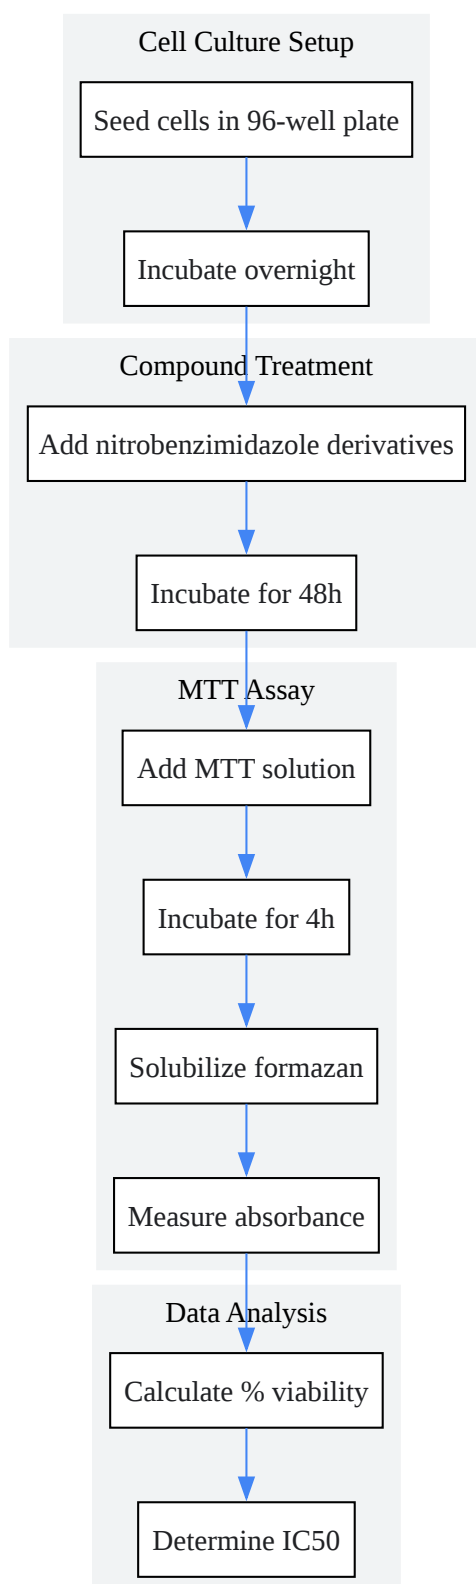 Cell Culture Setup
Seed cells in 96-well plate
Incubate overnight
Compound Treatment
Add nitrobenzimidazole derivatives
Incubate for 48h
MTT Assay
Add MTT solution
Incubate for 4h
Solubilize formazan
Measure absorbance
Data Analysis
Calculate % viability
Determine IC50